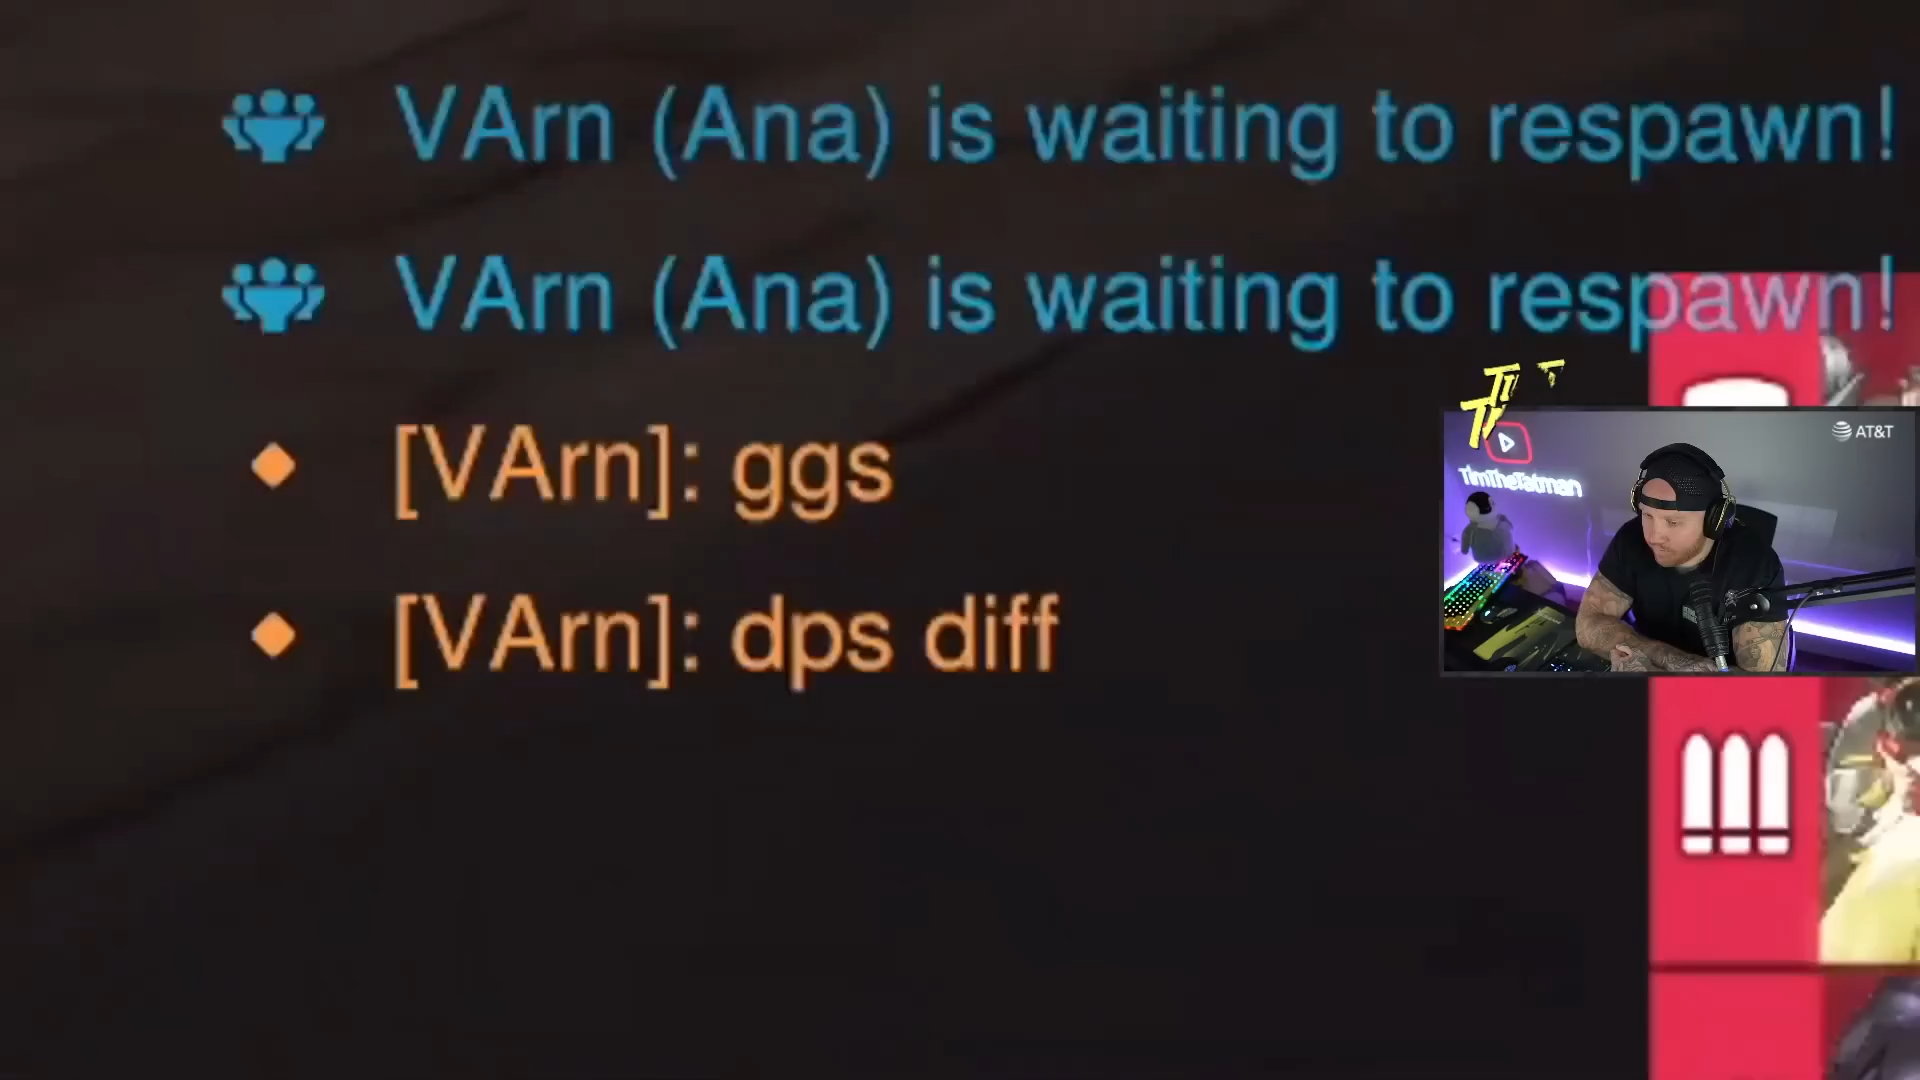 VArn (Ana) is waiting to respawn!
VArn (Ana) is waiting to respawn!
[VArn]: ggs
[VArn]: dps diff
AT&T
TimTheTatman